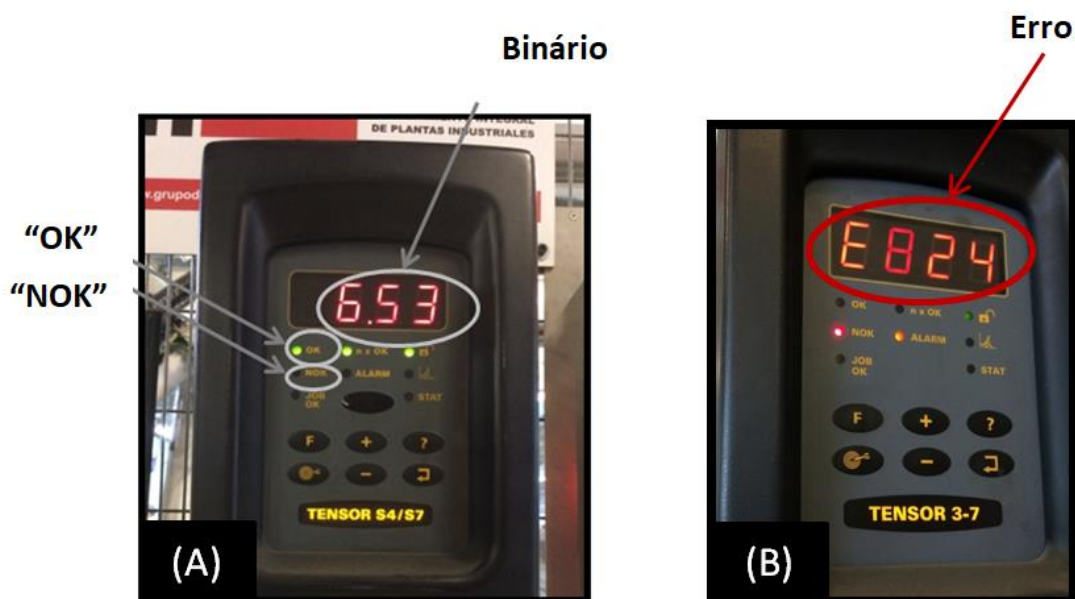 Binário
Erro
“OK”
“NOK”
DE PLANTAS INDUSTRIALES
w.grupod
6.53
OK
n x OK
NOK
ALARM
JOB
OK
STAT
F
+
?
−
TENSOR S4/S7
(A)
E824
OK
n x OK
NOK
ALARM
JOB
OK
STAT
F
+
?
−
TENSOR 3-7
(B)